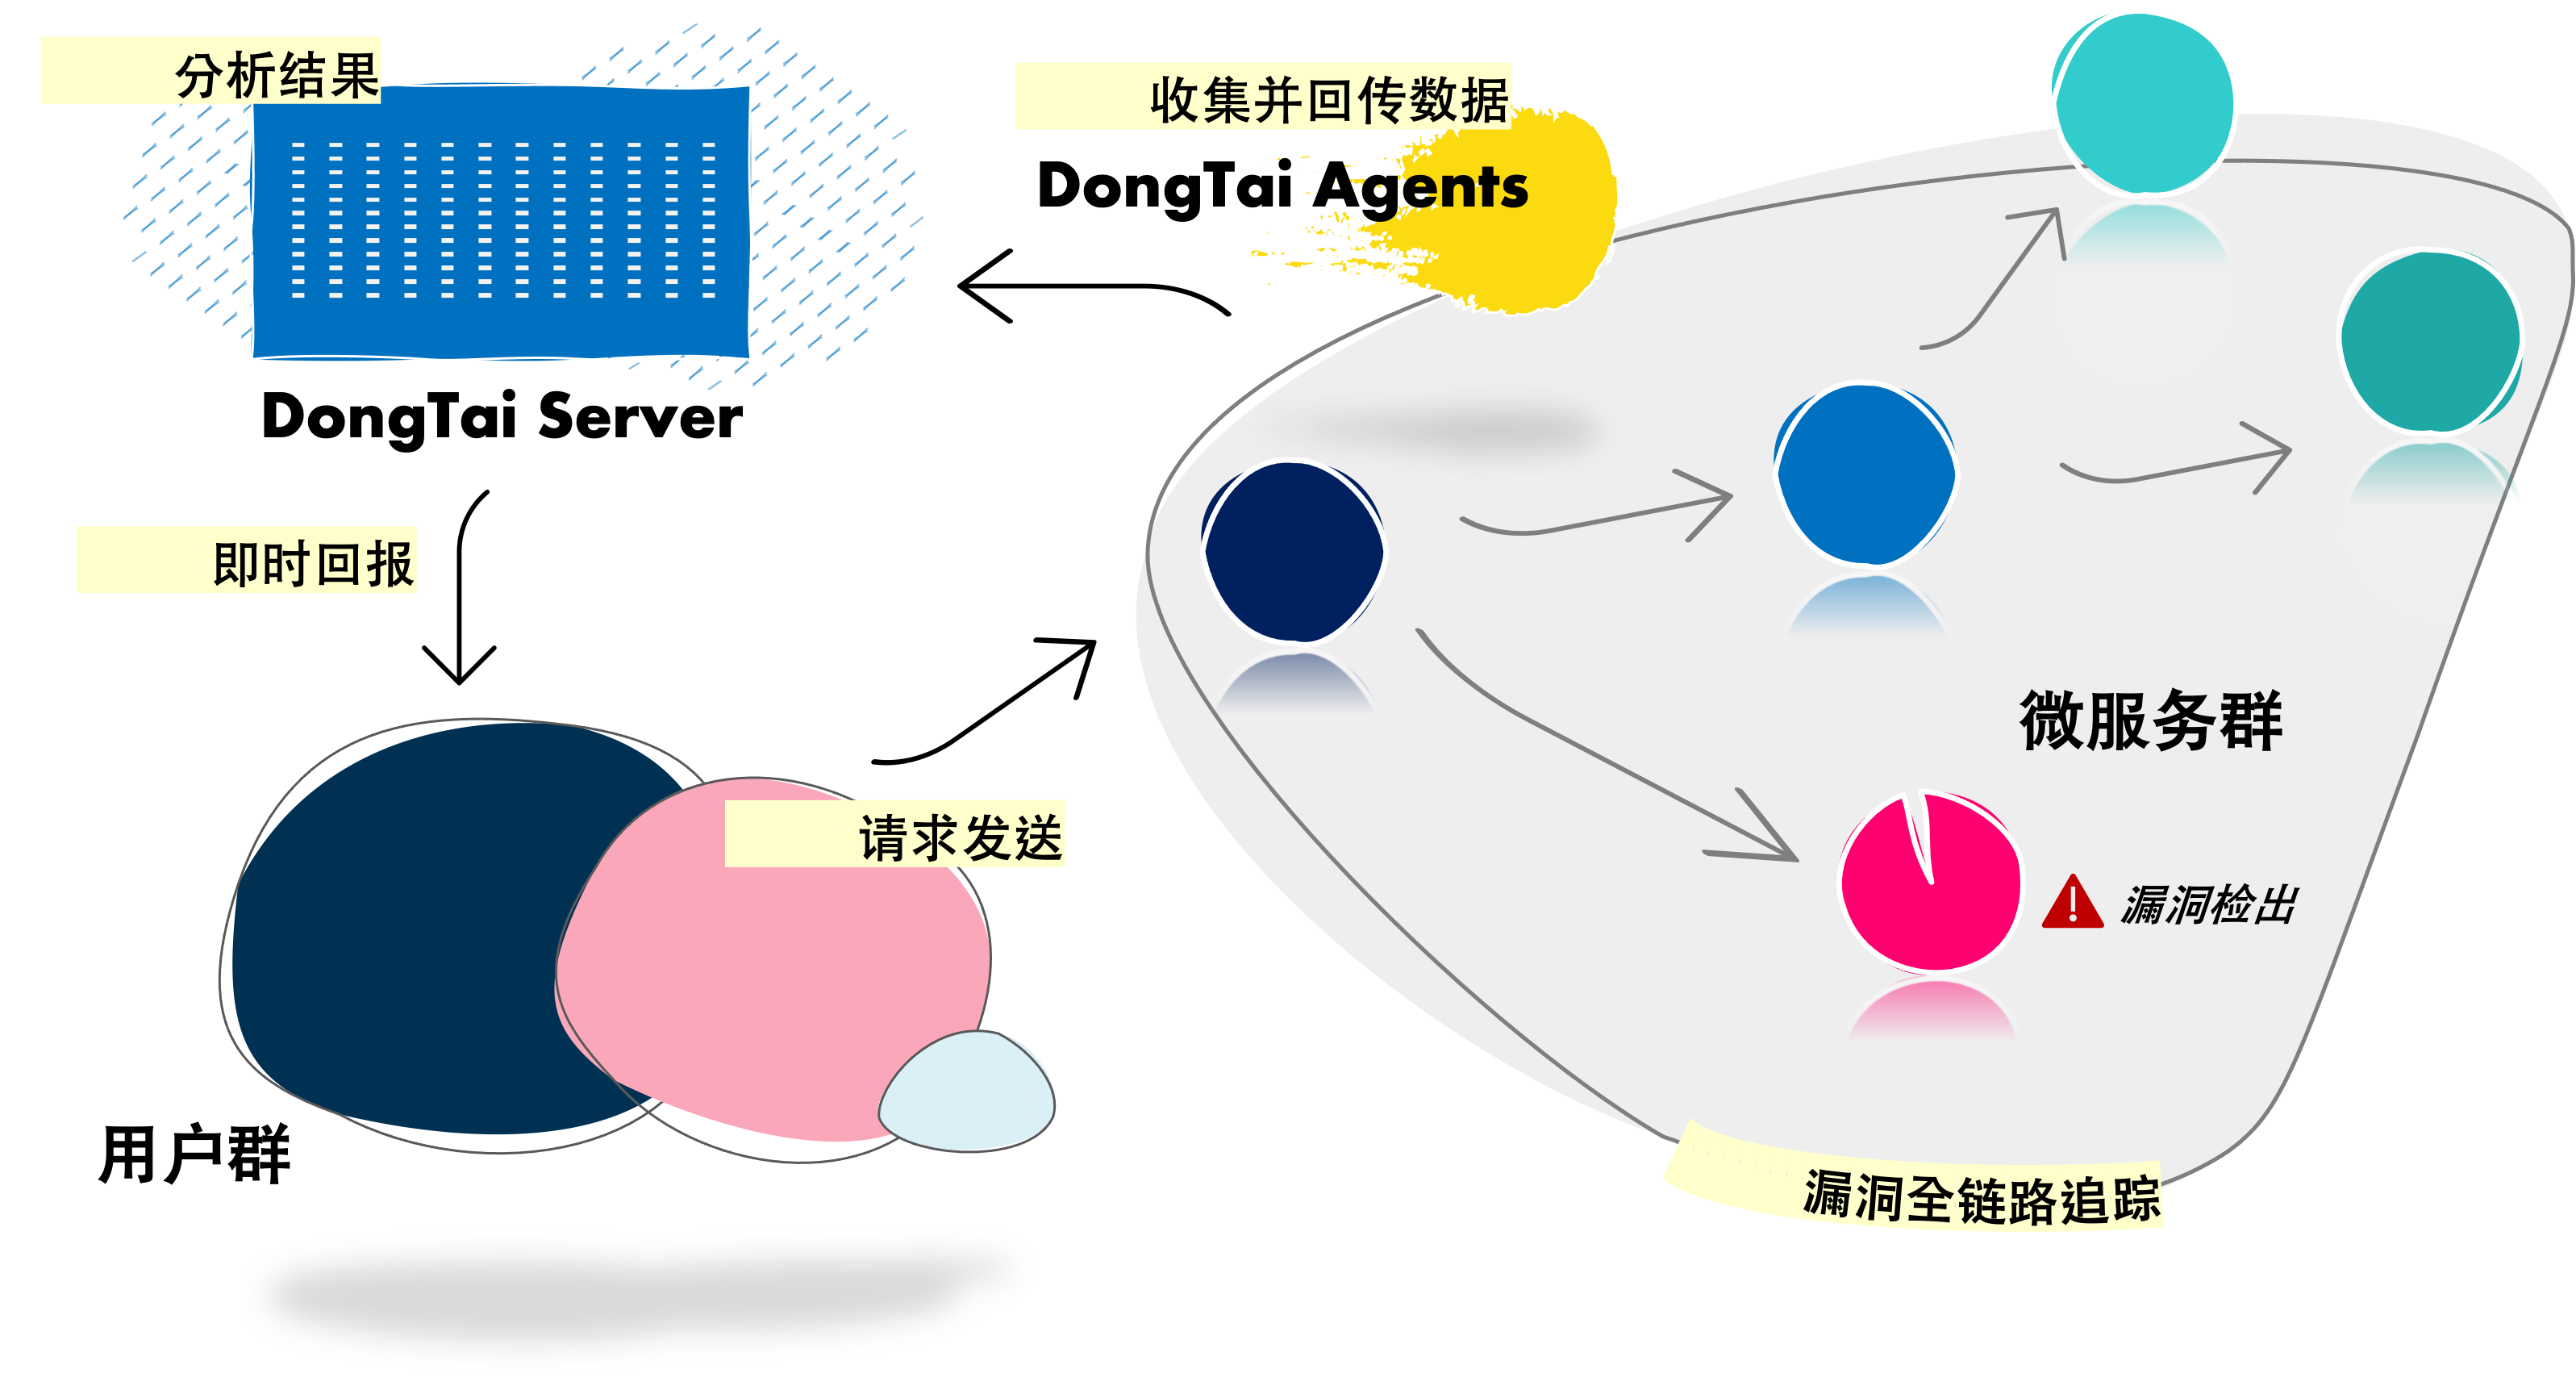 分析结果
收集并回传数据
DongTai Agents
DongTai Server
即时回报
请求发送
微服务群
漏洞检出
用户群
漏洞全链路追踪